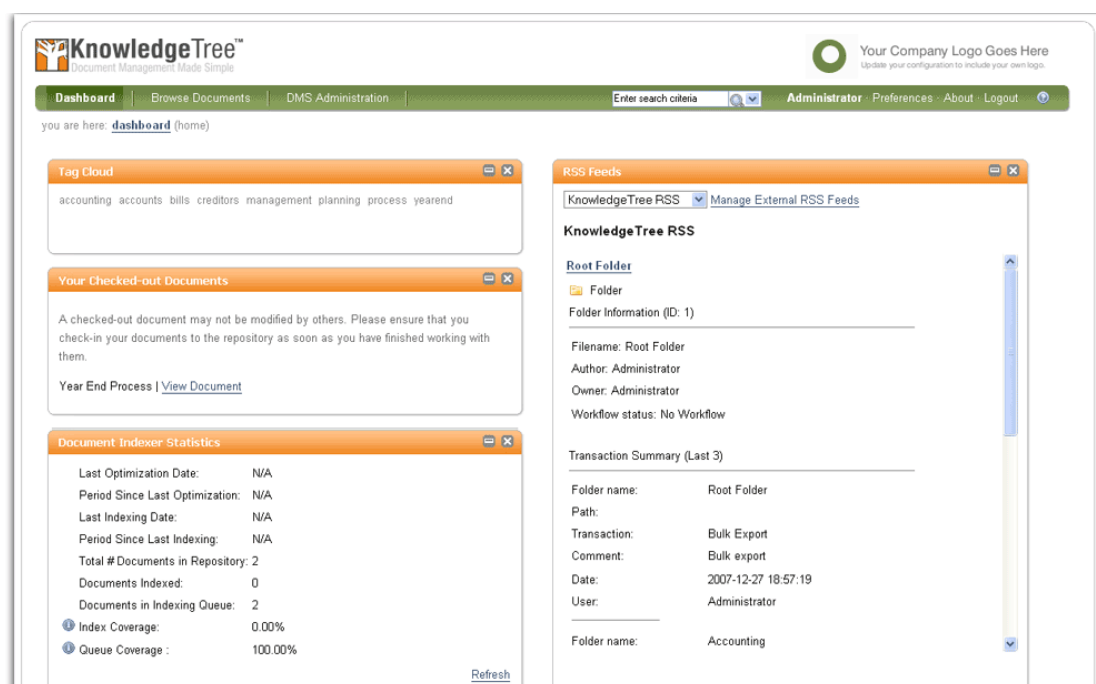 KnowledgeTree™
Document Management Made Simple
Your Company Logo Goes Here
Update your configuration to include your own logo.
Dashboard Browse Documents DMS Administration Enter search criteria Administrator · Preferences · About · Logout ?
you are here: dashboard (home)
Tag Cloud
accounting accounts bills creditors management planning process yearend
Your Checked-out Documents
A checked-out document may not be modified by others. Please ensure that you
check-in your documents to the repository as soon as you have finished working with
them.
Year End Process | View Document
Document Indexer Statistics
Last Optimization Date: N/A
Period Since Last Optimization: N/A
Last Indexing Date: N/A
Period Since Last Indexing: N/A
Total # Documents in Repository: 2
Documents Indexed: 0
Documents in Indexing Queue: 2
Index Coverage: 0.00%
Queue Coverage : 100.00%
Refresh
RSS Feeds
KnowledgeTree RSS Manage External RSS Feeds
KnowledgeTree RSS
Root Folder
Folder
Folder Information (ID: 1)
Filename: Root Folder
Author: Administrator
Owner: Administrator
Workflow status: No Workflow
Transaction Summary (Last 3)
Folder name: Root Folder
Path:
Transaction: Bulk Export
Comment: Bulk export
Date: 2007-12-27 18:57:19
User: Administrator
Folder name: Accounting